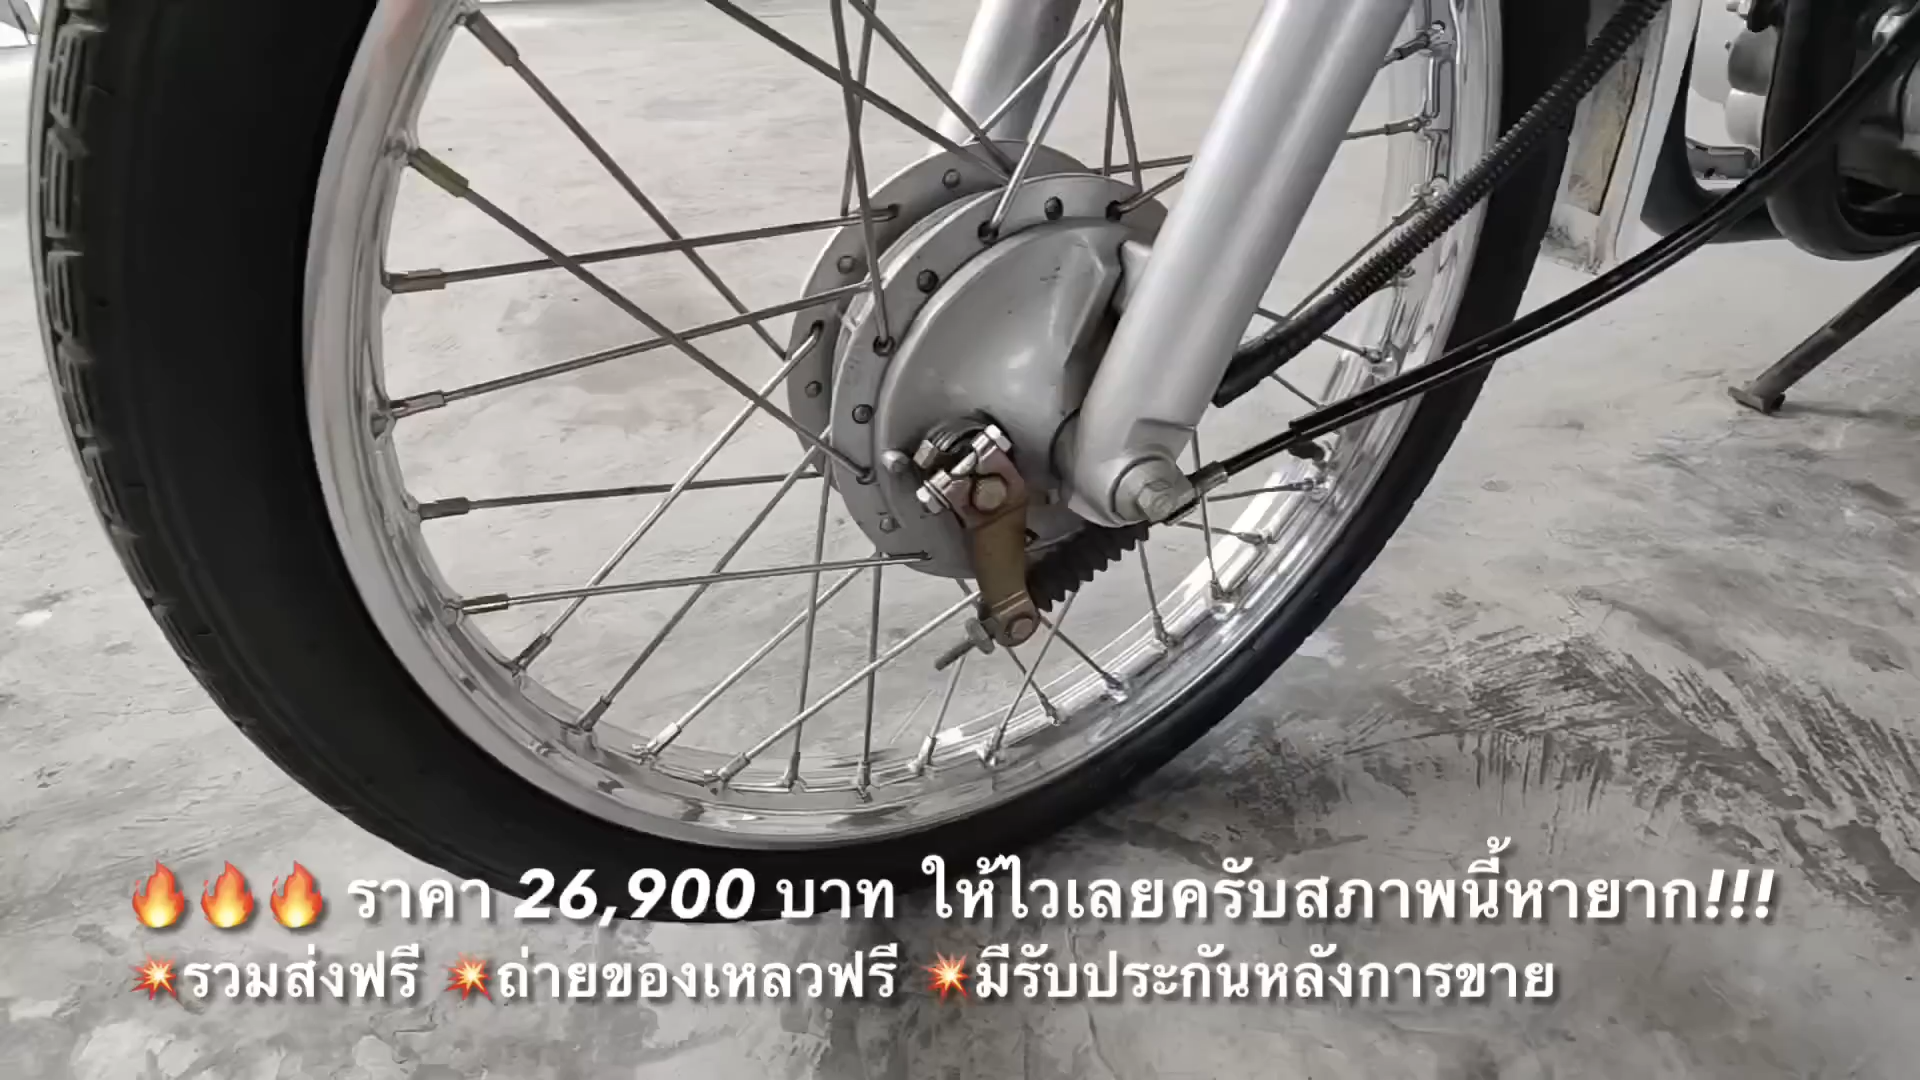 🔥🔥🔥 ราคา 26,900 บาท ให้ไวเลยครับสภาพนี้หายาก!!!
💥รวมส่งฟรี 💥ถ่ายของเหลวฟรี 💥มีรับประกันหลังการขาย